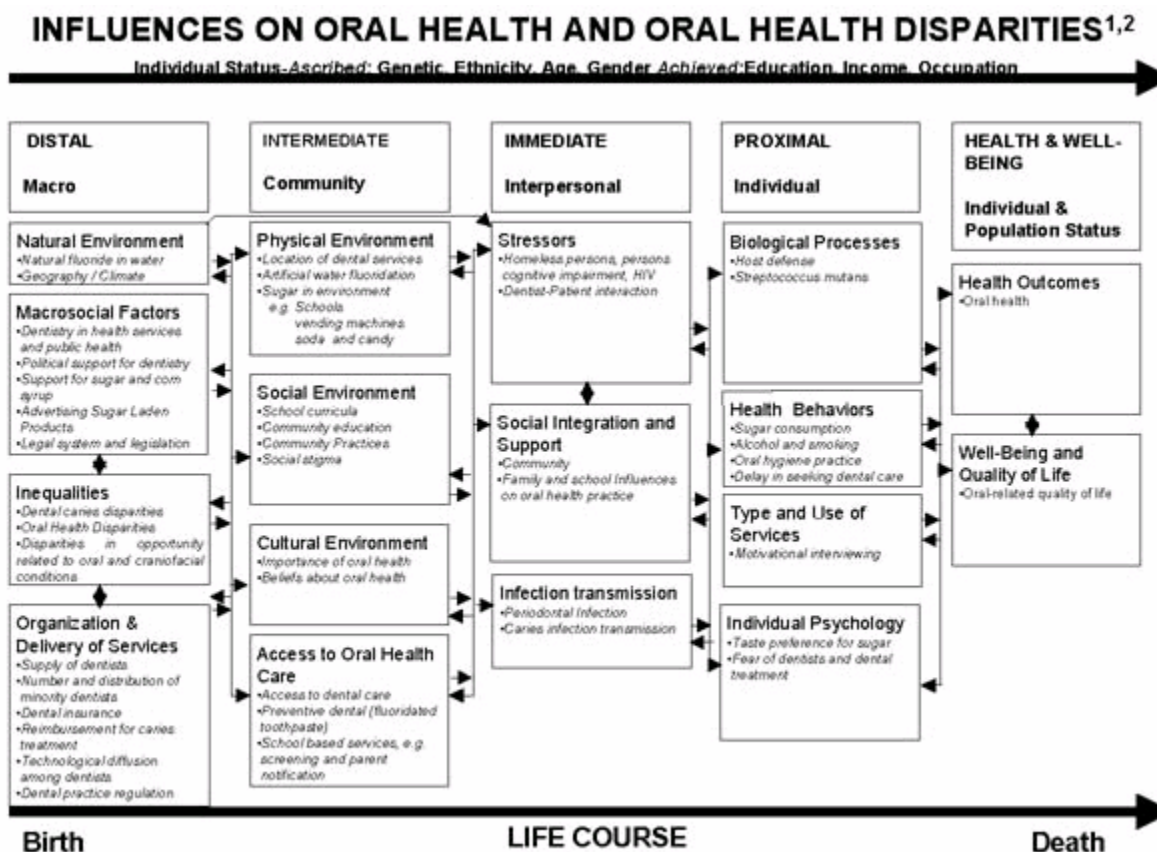 INFLUENCES ON ORAL HEALTH AND ORAL HEALTH DISPARITIES1,2
Individual Status-Ascribed: Genetic, Ethnicity, Age, Gender Achieved:Education, Income, Occupation
DISTAL
Macro
Natural Environment
•Natural fluoride in water
•Geography / Climate
Macrosocial Factors
•Dentistry in health services
and public health
•Political support for dentistry
•Support for sugar and corn
syrup
•Advertising Sugar Laden
Products
•Legal system and legislation
Inequalities
•Dental caries disparities
•Oral Health Disparities
•Disparities in opportunity
related to oral and craniofacial
conditions
Organization &
Delivery of Services
•Supply of dentists
•Number and distribution of
minority dentists
•Dental insurance
•Reimbursement for caries
treatment
•Technological diffusion
among dentists
•Dental practice regulation
INTERMEDIATE
Community
Physical Environment
•Location of dental services
•Artificial water fluoridation
•Sugar in environment
e.g. Schools
vending machines
soda and candy
Social Environment
•School curricula
•Community education
•Community Practices
•Social stigma
Cultural Environment
•Importance of oral health
•Beliefs about oral health
Access to Oral Health
Care
•Access to dental care
•Preventive dental (fluoridated
toothpaste)
•School based services, e.g.
screening and parent
notification
IMMEDIATE
Interpersonal
Stressors
•Homeless persons, persons
cognitive impairment, HIV
•Dentist-Patient interaction
Social Integration and
Support
•Community
•Family and school Influences
on oral health practice
Infection transmission
•Periodontal Infection
•Caries infection transmission
PROXIMAL
Individual
Biological Processes
•Host defense
•Streptococcus mutans
Health Behaviors
•Sugar consumption
•Alcohol and smoking
•Oral hygiene practice
•Delay in seeking dental care
Type and Use of
Services
•Motivational interviewing
Individual Psychology
•Taste preference for sugar
•Fear of dentists and dental
treatment
HEALTH & WELL-
BEING
Individual &
Population Status
Health Outcomes
•Oral health
Well-Being and
Quality of Life
•Oral-related quality of life
Birth
LIFE COURSE
Death